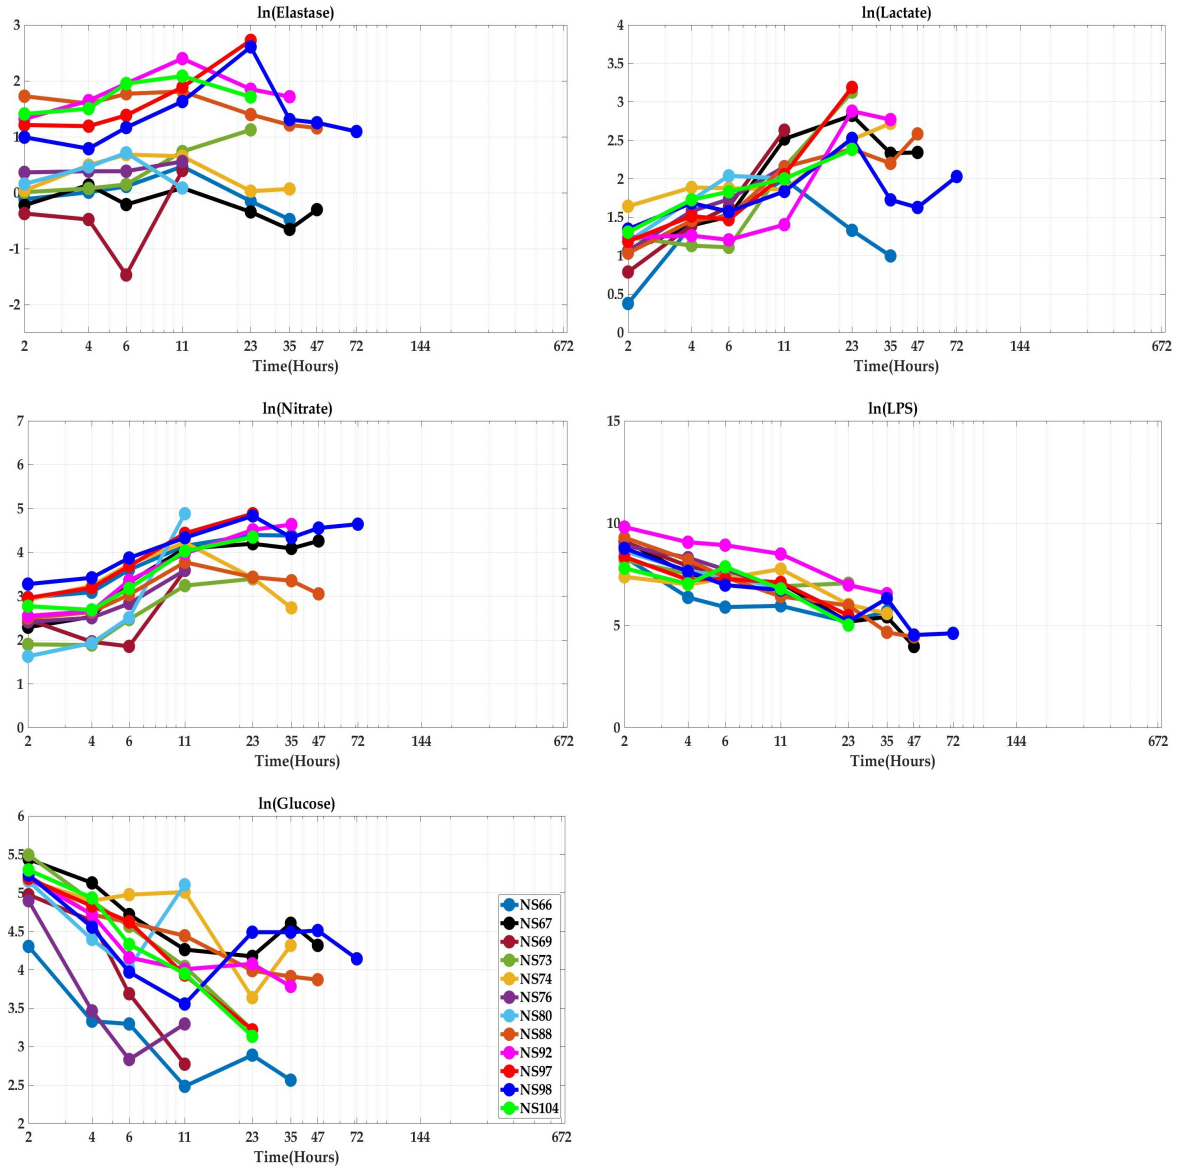 ln(Elastase)
3
2
1
0
-1
-2
2 4 6 11 23 35 47 72 144 672
Time(Hours)
ln(Lactate)
4
3.5
3
2.5
2
1.5
1
0.5
0
2 4 6 11 23 35 47 72 144 672
Time(Hours)
ln(Nitrate)
7
6
5
4
3
2
1
0
2 4 6 11 23 35 47 72 144 672
Time(Hours)
ln(LPS)
15
10
5
0
2 4 6 11 23 35 47 72 144 672
Time(Hours)
ln(Glucose)
6
5.5
5
4.5
4
3.5
3
2.5
2
2 4 6 11 23 35 47 72 144 672
Time(Hours)
NS66
NS67
NS69
NS73
NS74
NS76
NS80
NS88
NS92
NS97
NS98
NS104